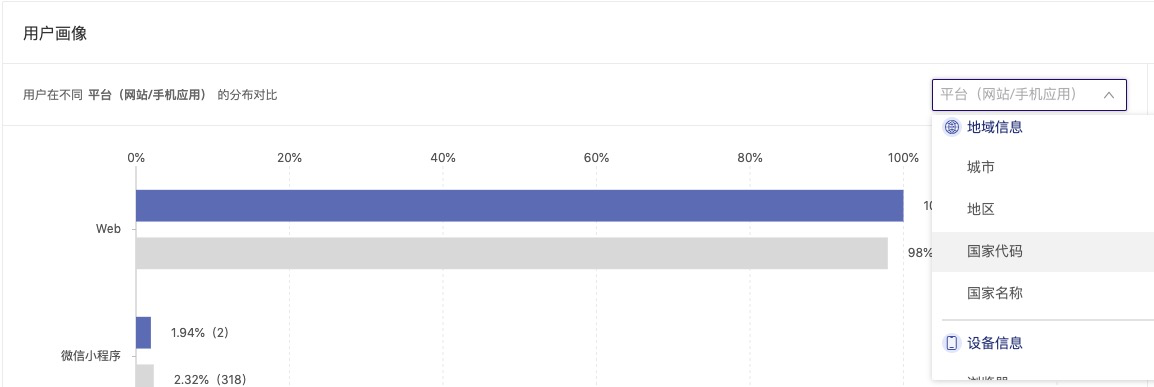 用户画像
用户在不同 平台（网站/手机应用） 的分布对比
平台（网站/手机应用）
地域信息
城市
地区
国家代码
国家名称
设备信息
0% 20% 40% 60% 80% 100%
Web
98%
微信小程序
1.94%（2）
2.32%（318）